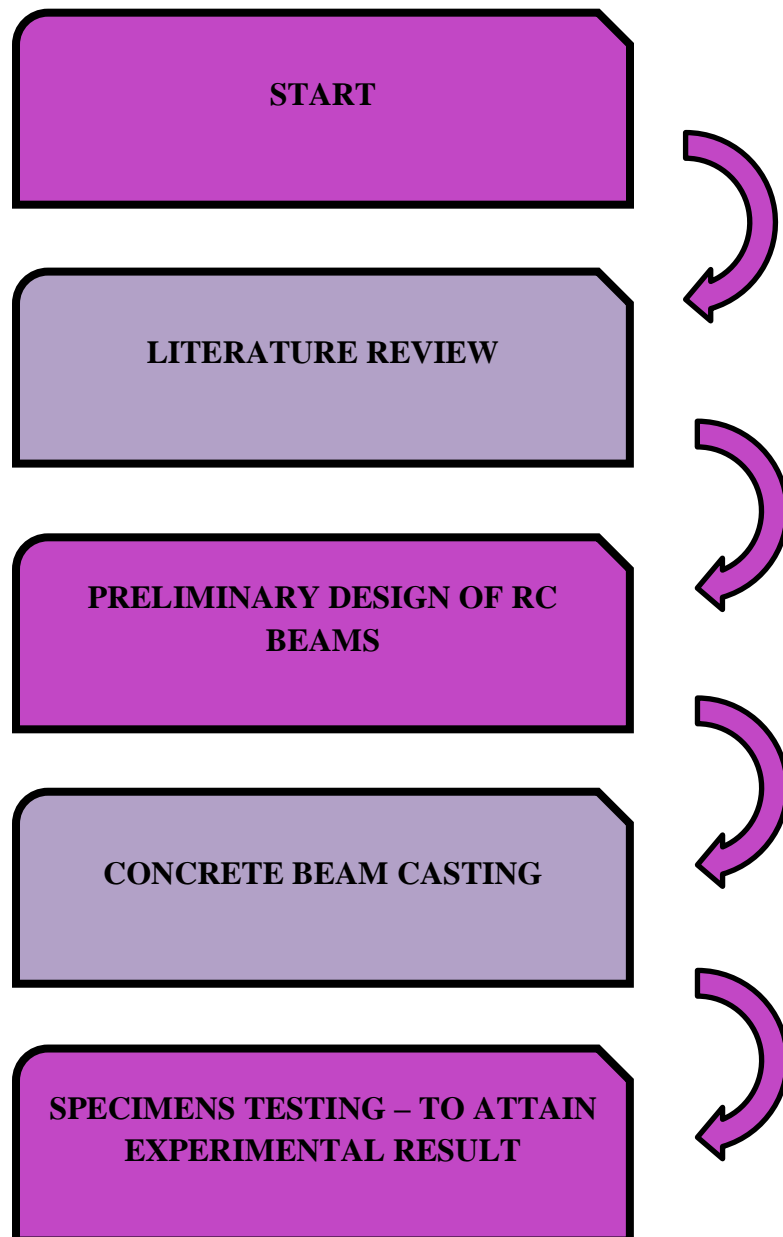 START
LITERATURE REVIEW
PRELIMINARY DESIGN OF RC
BEAMS
CONCRETE BEAM CASTING
SPECIMENS TESTING – TO ATTAIN
EXPERIMENTAL RESULT